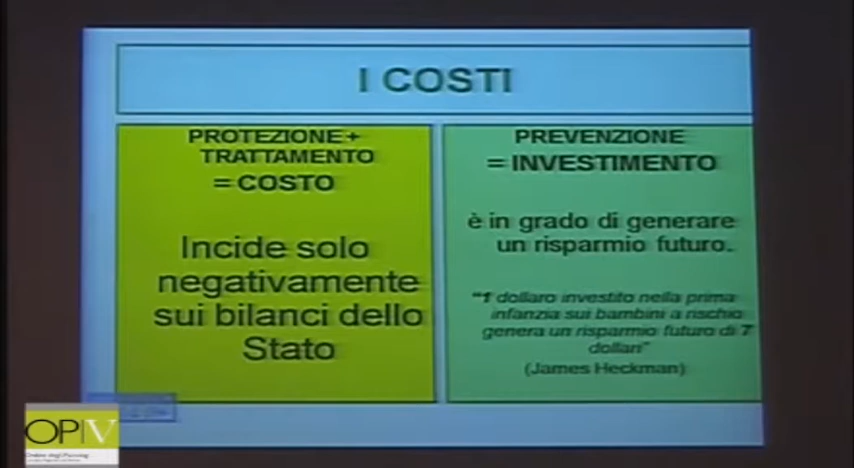 I COSTI
PROTEZIONE+
TRATTAMENTO
= COSTO
Incide solo
negativamente
sui bilanci dello
Stato
PREVENZIONE
= INVESTIMENTO
è in grado di generare
un risparmio futuro.
"1 dollaro investito nella prima
infanzia sui bambini a rischio
genera un risparmio futuro di 7
dollari"
(James Heckman)
OPV